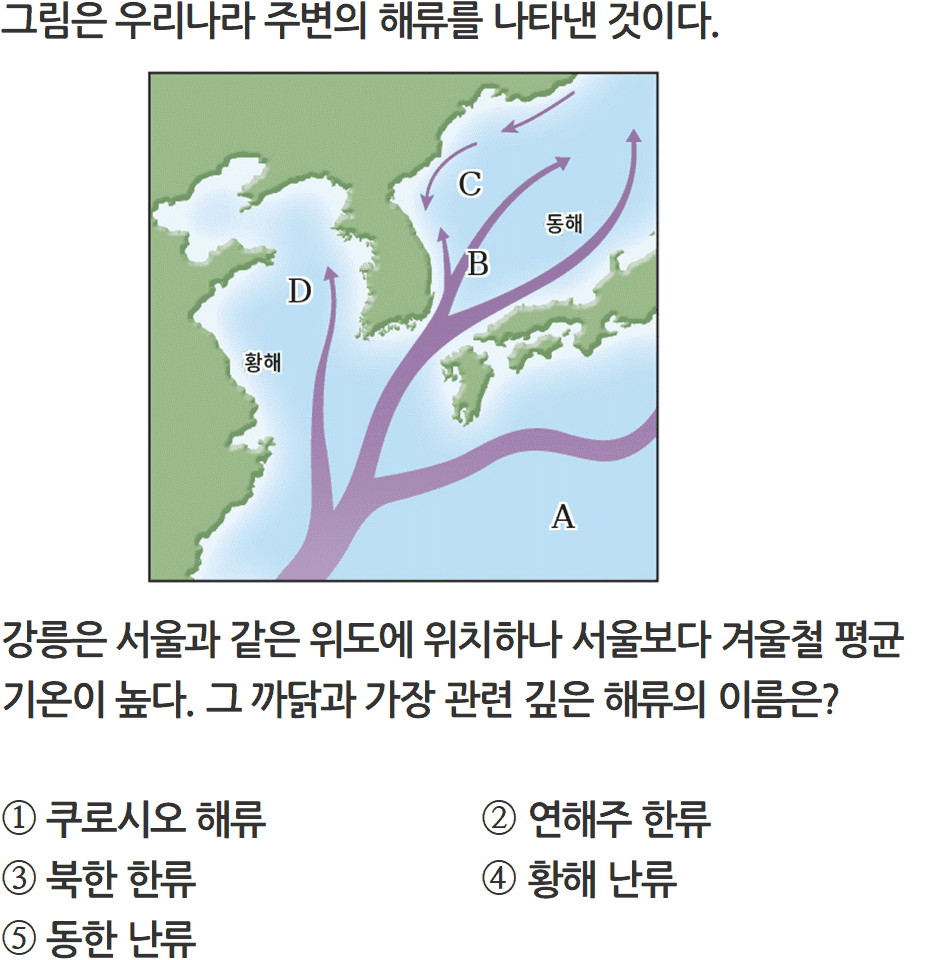 그림은 우리나라 주변의 해류를 나타낸 것이다.
C
동해
B
D
황해
A
강릉은 서울과 같은 위도에 위치하나 서울보다 겨울철 평균
기온이 높다. 그 까닭과 가장 관련 깊은 해류의 이름은?
① 쿠로시오 해류 ② 연해주 한류
③ 북한 한류 ④ 황해 난류
⑤ 동한 난류